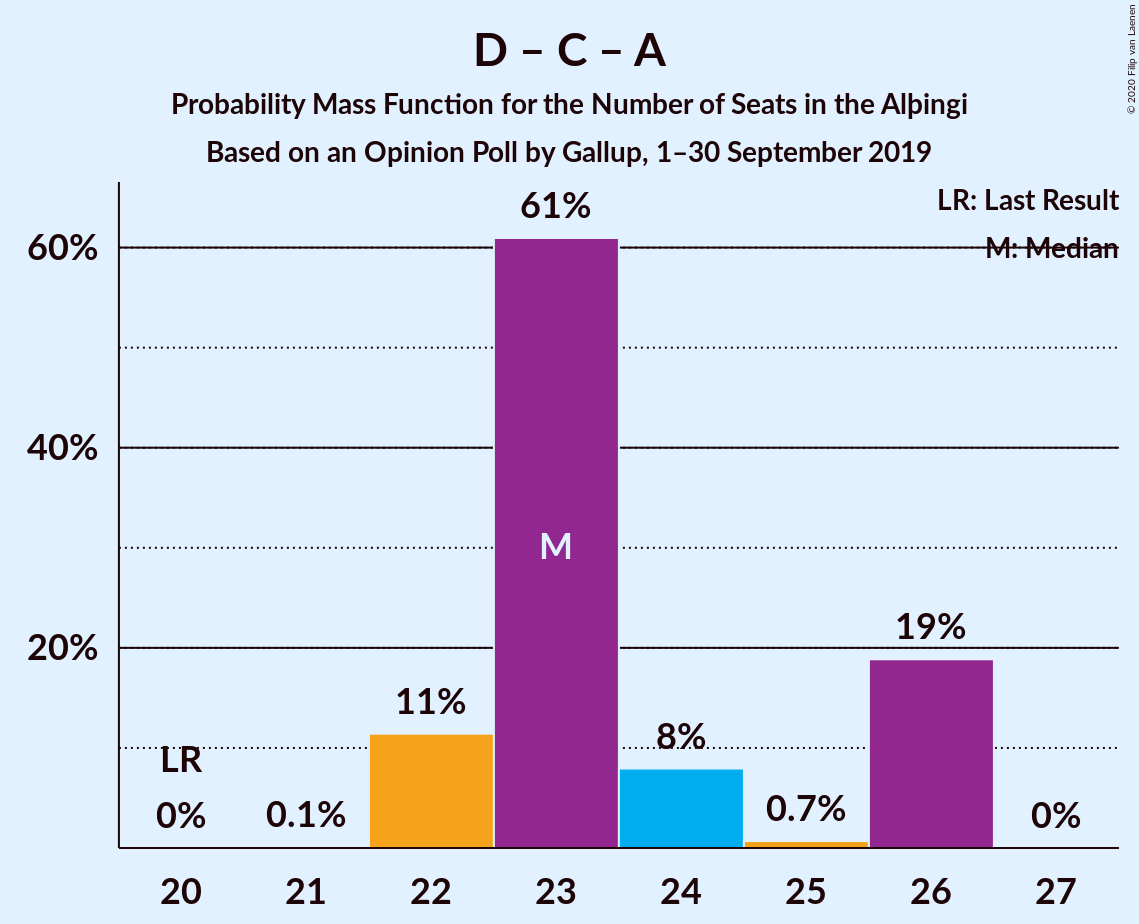 D – C – A
Probability Mass Function for the Number of Seats in the Alþingi
Based on an Opinion Poll by Gallup, 1–30 September 2019
© 2020 Filip van Laenen
LR: Last Result
M: Median
61%
60%
40%
20%
M
19%
11%
8%
LR
0%
0.1%
0.7%
0%
20 21 22 23 24 25 26 27